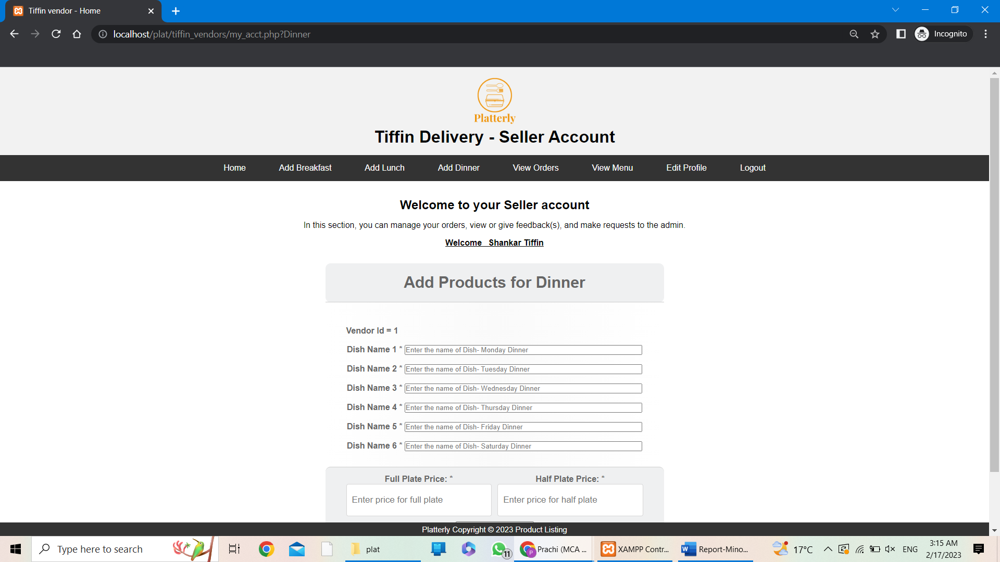 Tiffin vendor - Home
localhost/plat/tiffin_vendors/my_acct.php?Dinner
Incognito
Platterly
Tiffin Delivery - Seller Account
Home Add Breakfast Add Lunch Add Dinner View Orders View Menu Edit Profile Logout
Welcome to your Seller account
In this section, you can manage your orders, view or give feedback(s), and make requests to the admin.
Welcome Shankar Tiffin
Add Products for Dinner
Vendor Id = 1
Dish Name 1 * Enter the name of Dish- Monday Dinner
Dish Name 2 * Enter the name of Dish- Tuesday Dinner
Dish Name 3 * Enter the name of Dish- Wednesday Dinner
Dish Name 4 * Enter the name of Dish- Thursday Dinner
Dish Name 5 * Enter the name of Dish- Friday Dinner
Dish Name 6 * Enter the name of Dish- Saturday Dinner
Full Plate Price: * Half Plate Price: *
Enter price for full plate Enter price for half plate
Platterly Copyright © 2023 Product Listing
Type here to search plat 11 P Prachi (MCA ... XAMPP Contr... W Report-Mino... 17°C ENG 3:15 AM
2/17/2023